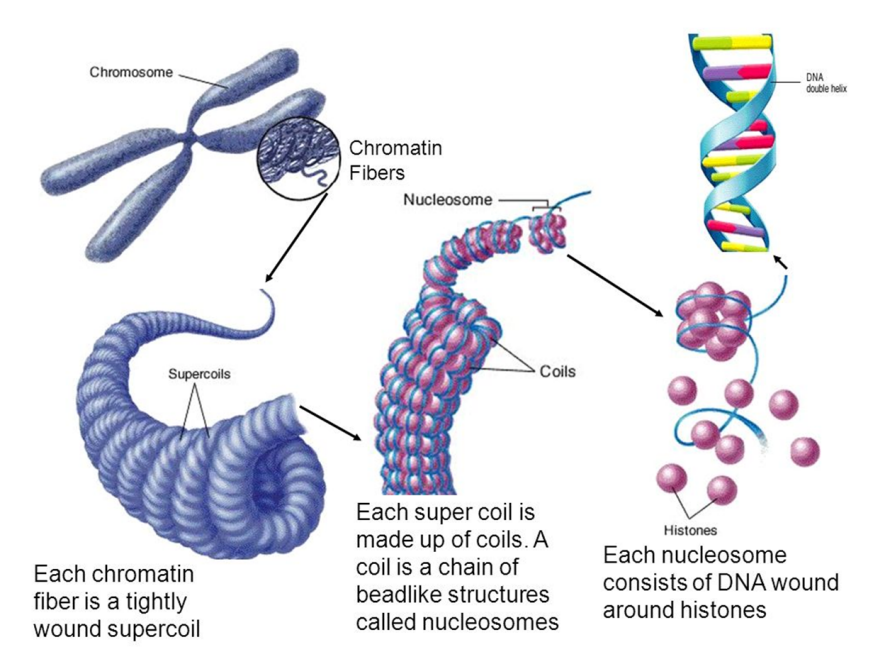 Chromosome
Chromatin
Fibers
Nucleosome
DNA
double helix
Supercoils
Coils
Histones
Each chromatin
fiber is a tightly
wound supercoil
Each super coil is
made up of coils. A
coil is a chain of
beadlike structures
called nucleosomes
Each nucleosome
consists of DNA wound
around histones